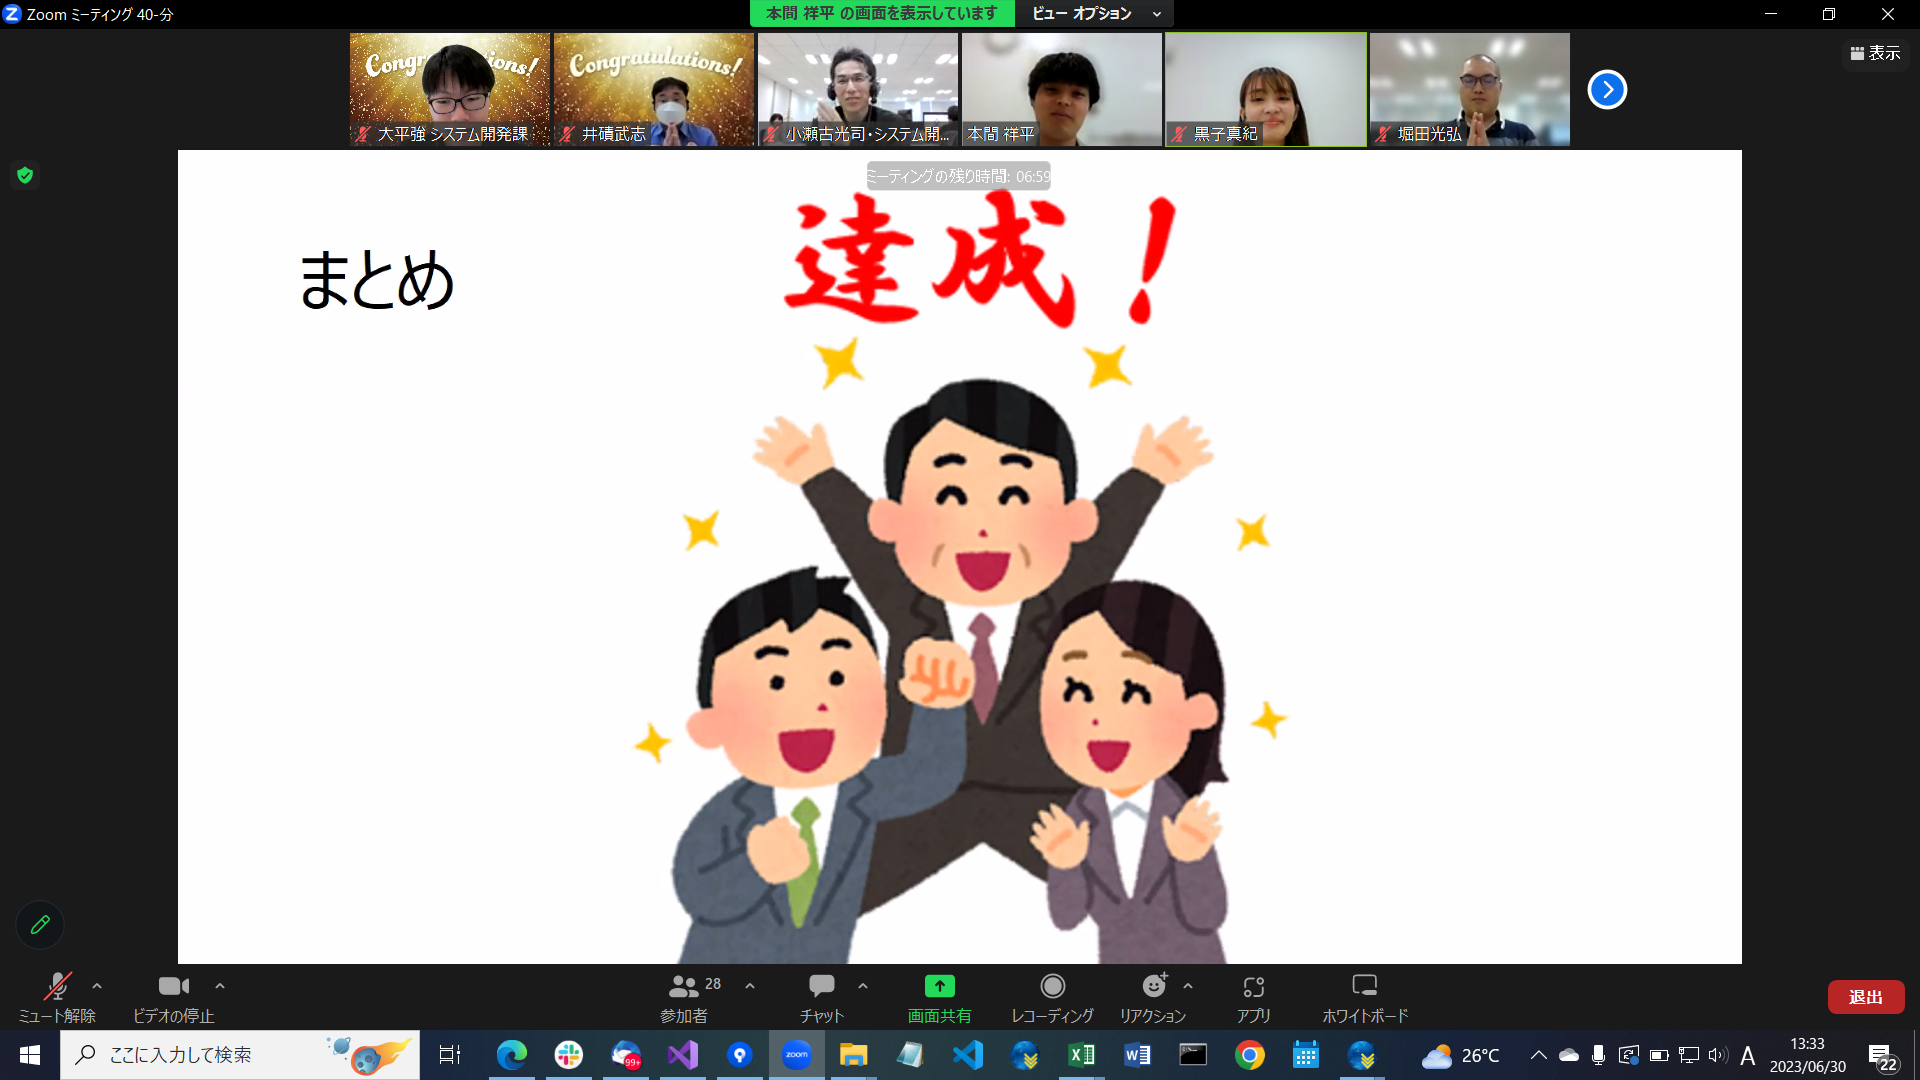 Zoom ミーティング 40-分
本間 祥平 の画面を表示しています
ビュー オプション
表示
Congratulations!
Congratulations!
大平強 システム開発課
井磧武志
小瀬古光司・システム開...
本間 祥平
黒子真紀
堀田光弘
ミーティングの残り時間: 06:59
まとめ
達成!
ミュート解除
ビデオの停止
28
参加者
チャット
画面共有
レコーディング
リアクション
アプリ
ホワイトボード
退出
ここに入力して検索
99+
zoom
26°C
A
13:33
2023/06/30
22